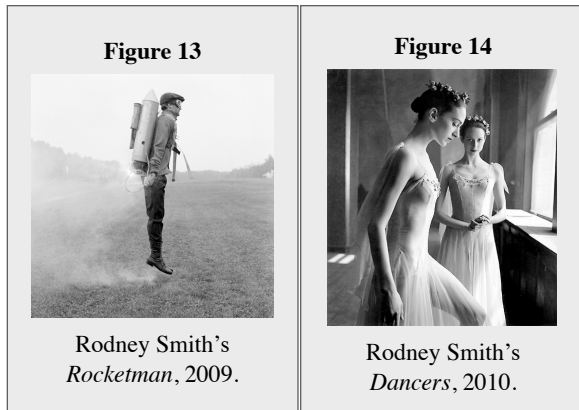 Figure 13
Rodney Smith’s
Rocketman, 2009.
Figure 14
Rodney Smith’s
Dancers, 2010.